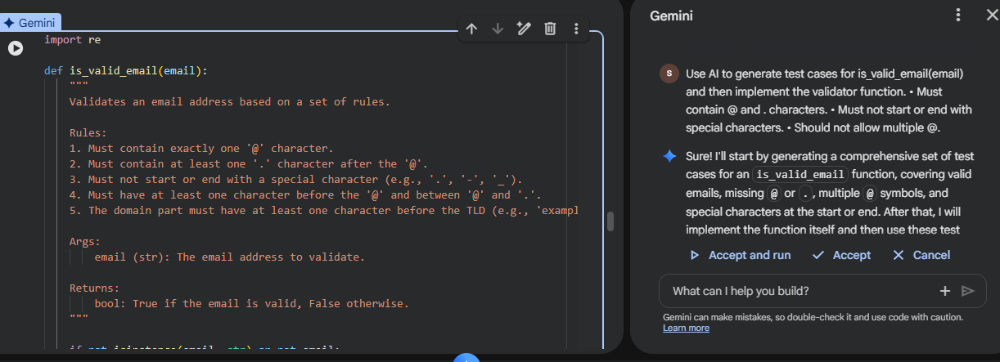 Gemini
import re
def is_valid_email(email):
"""
Validates an email address based on a set of rules.
Rules:
1. Must contain exactly one '@' character.
2. Must contain at least one '.' character after the '@'.
3. Must not start or end with a special character (e.g., '.', '-', '_').
4. Must have at least one character before the '@' and between '@' and '.'.
5. The domain part must have at least one character before the TLD (e.g., 'exampl
Args:
email (str): The email address to validate.
Returns:
bool: True if the email is valid, False otherwise.
"""
if not isinstance(email, str) or not email:
Gemini
S
Use AI to generate test cases for is_valid_email(email)
and then implement the validator function. • Must
contain @ and . characters. • Must not start or end with
special characters. • Should not allow multiple @.
Sure! I'll start by generating a comprehensive set of test
cases for an is_valid_email function, covering valid
emails, missing @ or ., multiple @ symbols, and
special characters at the start or end. After that, I will
implement the function itself and then use these test
Accept and run Accept Cancel
What can I help you build?
Gemini can make mistakes, so double-check it and use code with caution.
Learn more